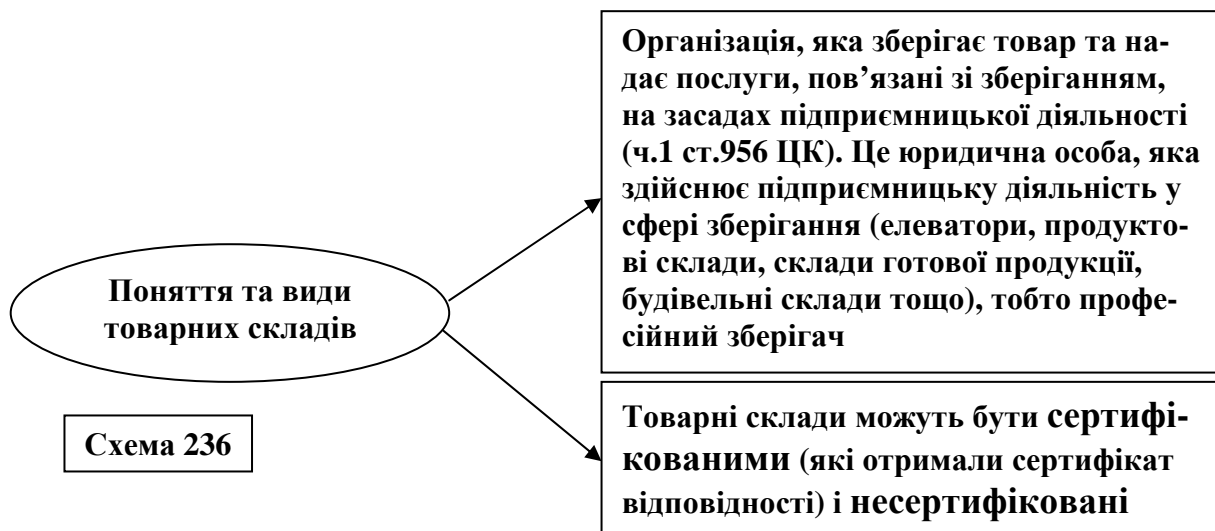 Організація, яка зберігає товар та на-
дає послуги, пов’язані зі зберіганням,
на засадах підприємницької діяльності
(ч.1 ст.956 ЦК). Це юридична особа, яка
здійснює підприємницьку діяльність у
сфері зберігання (елеватори, продукто-
ві склади, склади готової продукції,
будівельні склади тощо), тобто профе-
сійний зберігач
Поняття та види
товарних складів
Товарні склади можуть бути сертифі-
кованими (які отримали сертифікат
відповідності) і несертифіковані
Схема 236